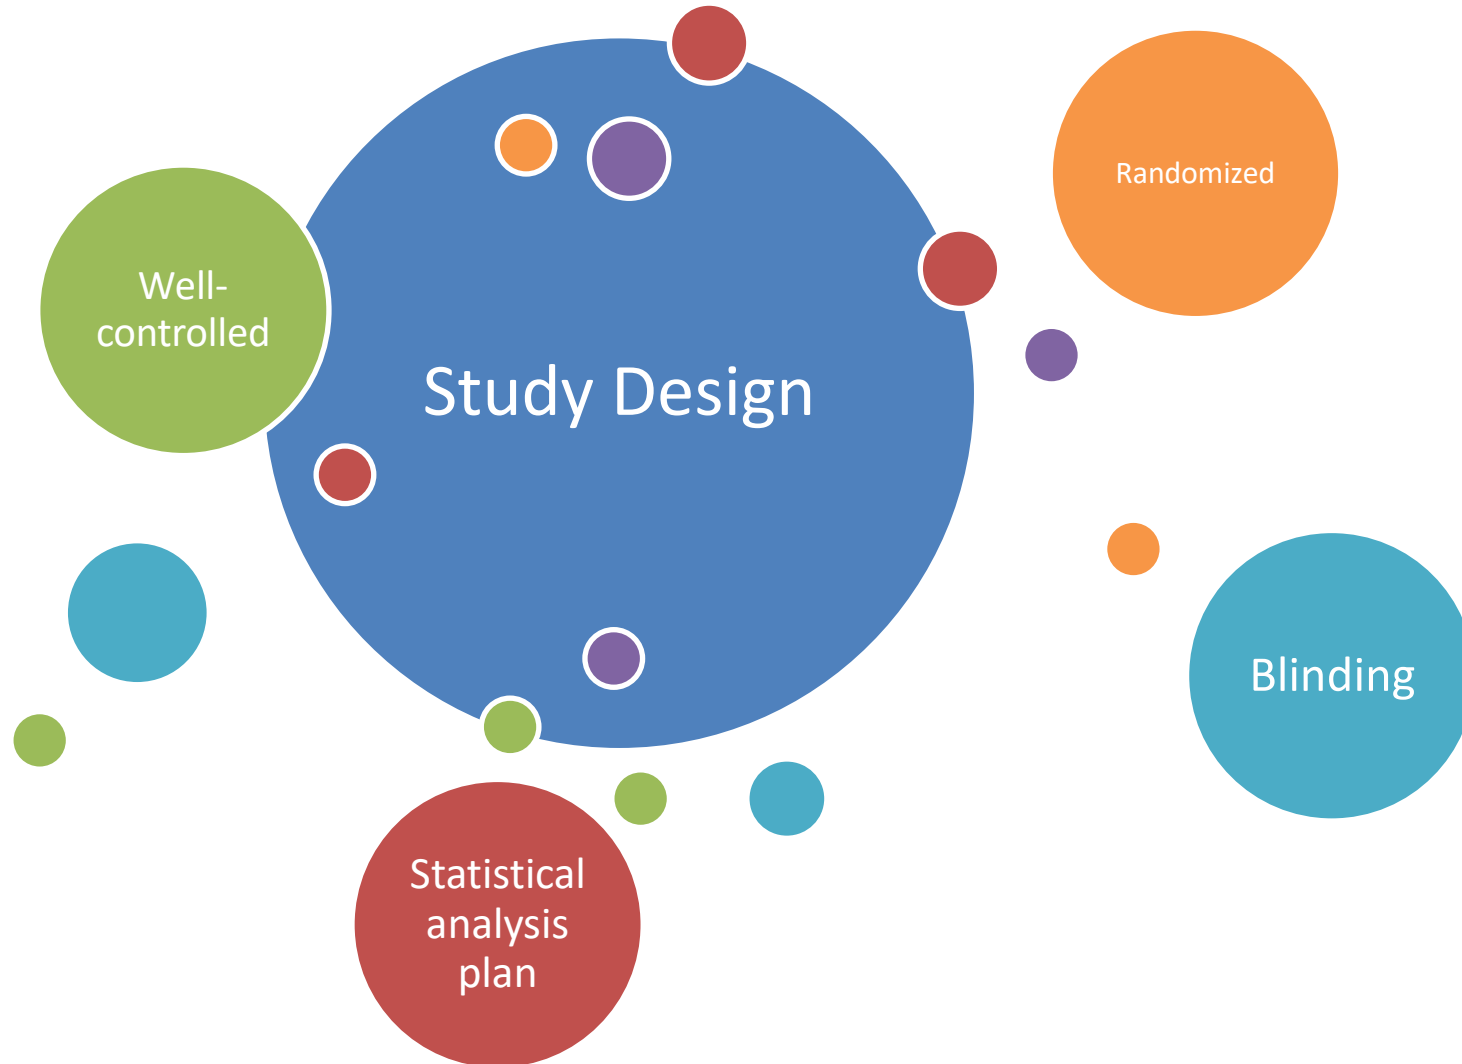 Randomized
Well-
controlled
Study Design
Blinding
Statistical
analysis
plan